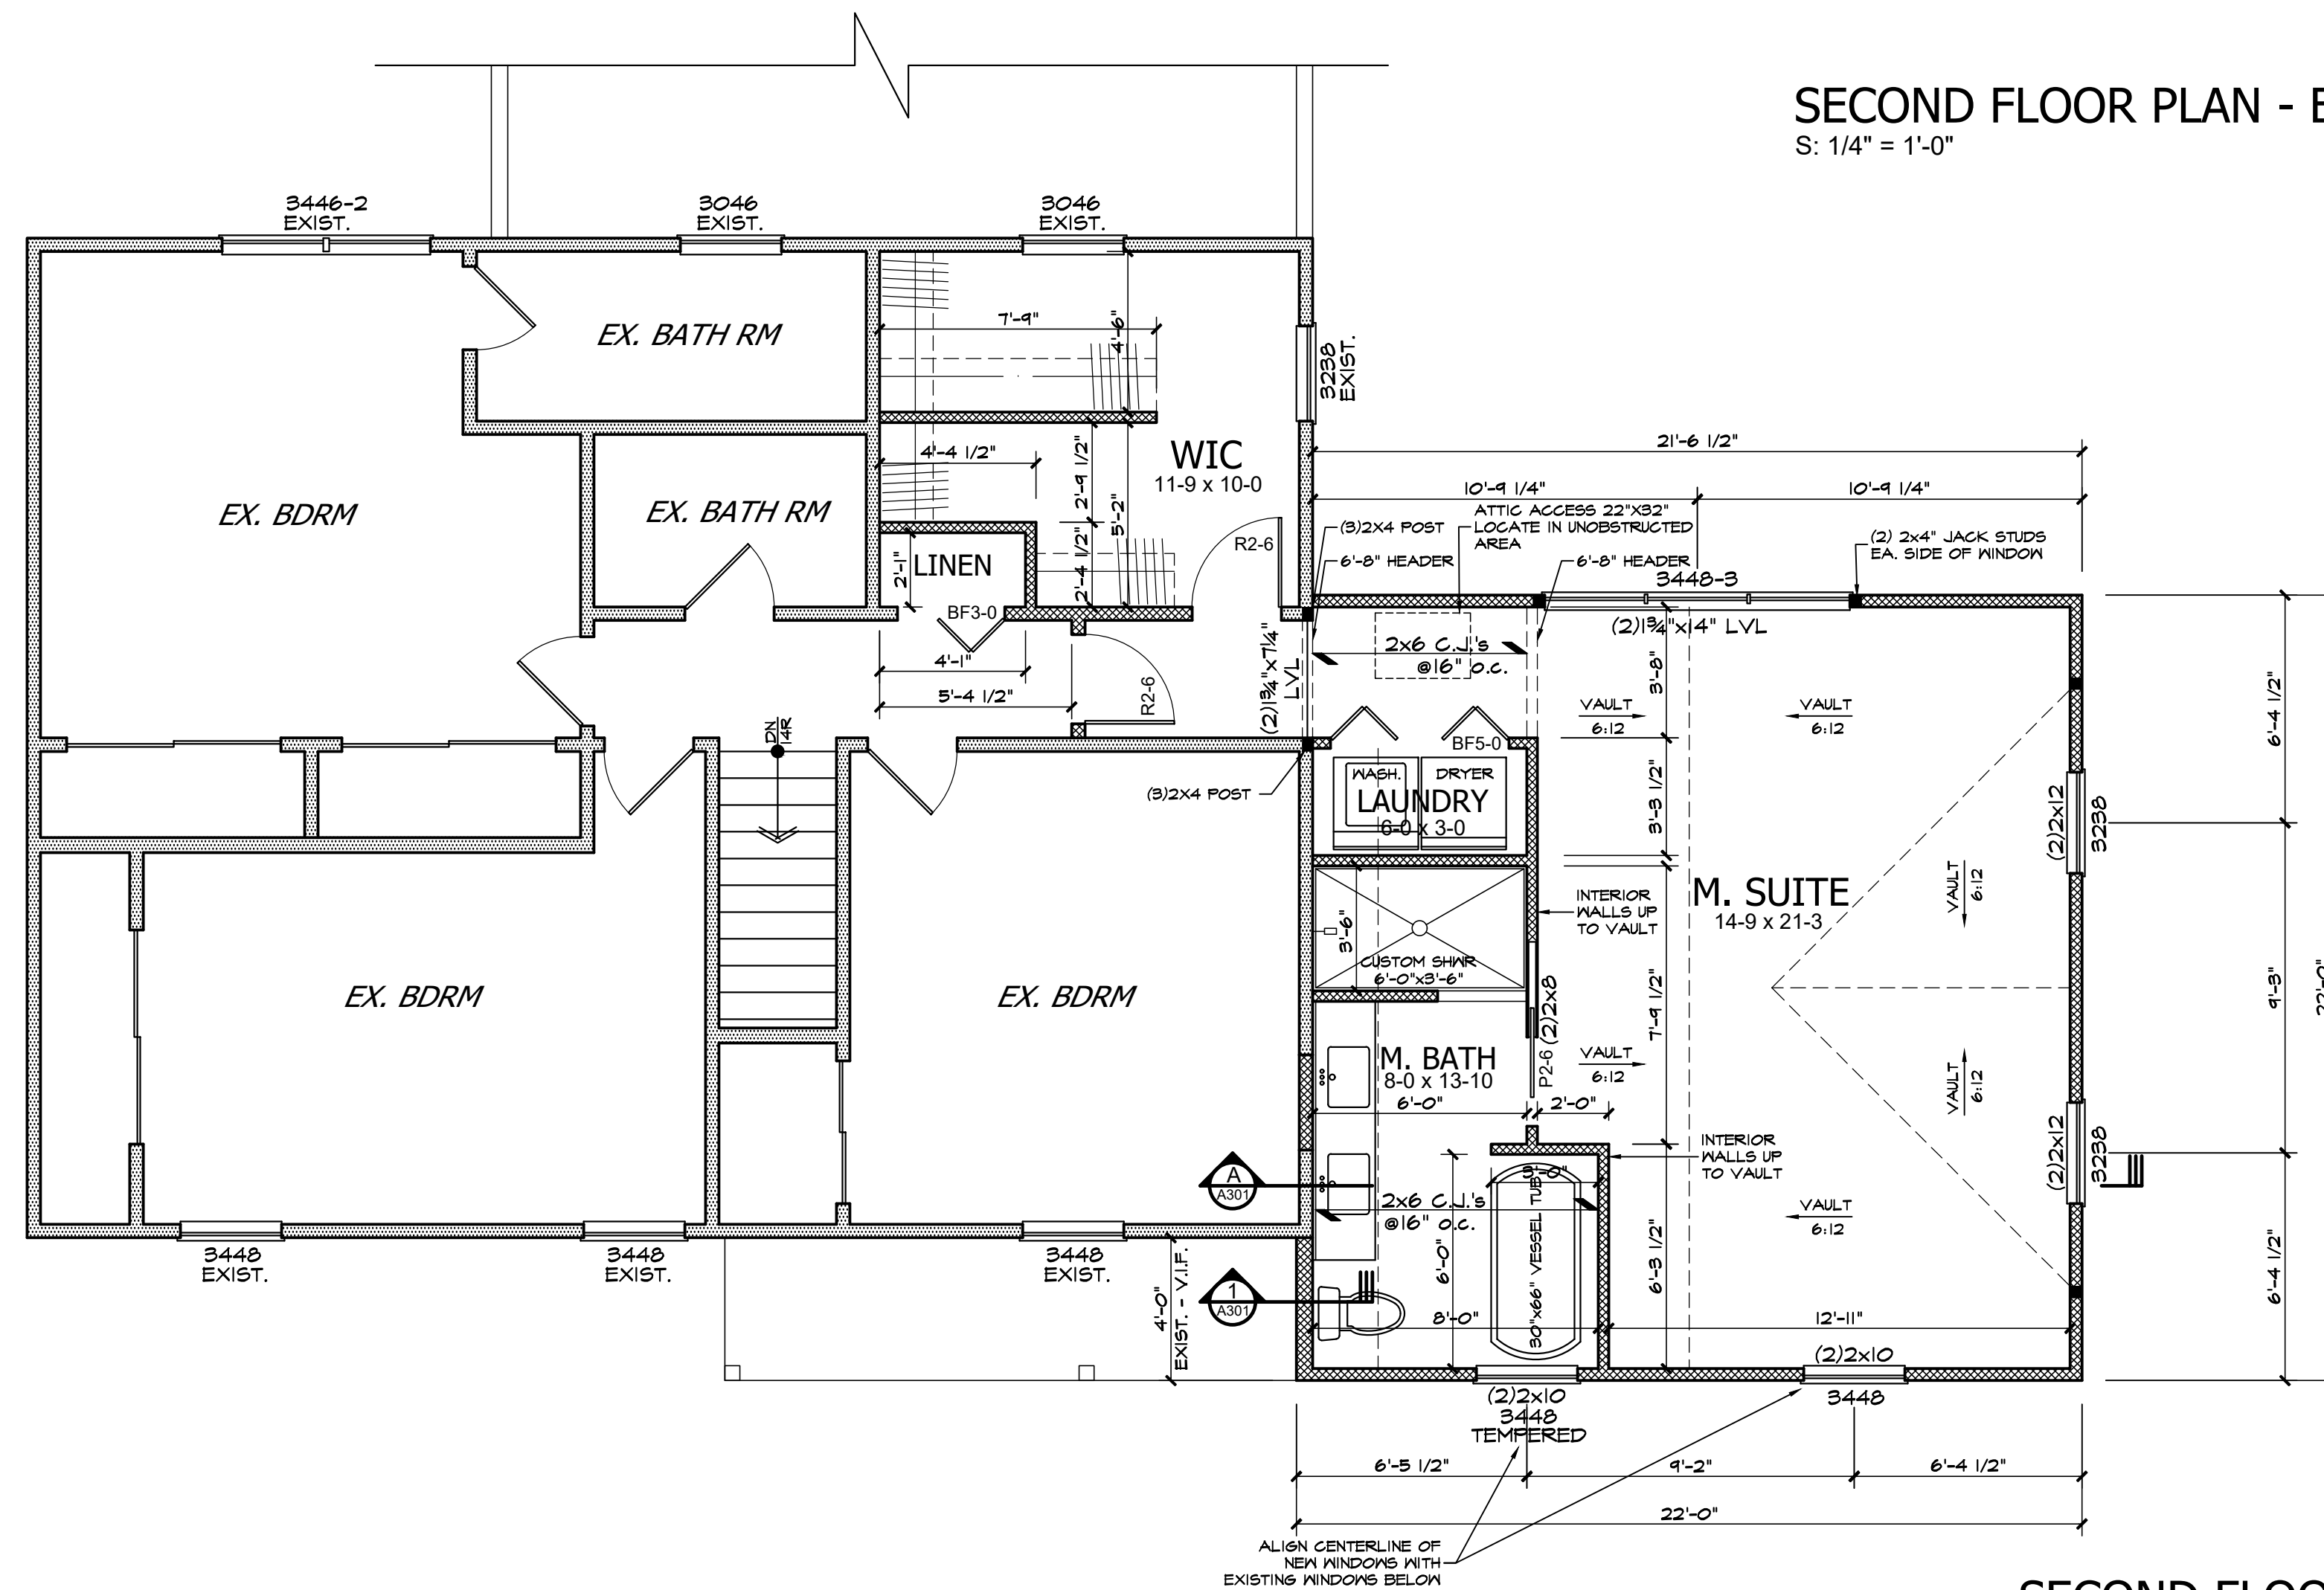 SECOND FLOOR PLAN -
S: 1/4" = 1'-0"
3446-2
EXIST.
3046
EXIST.
3046
EXIST.
EX. BATH RM
7'-9"
4'-6"
3238
EXIST.
EX. BDRM
EX. BATH RM
4'-4 1/2"
2'-9 1/2"
5'-2"
2'-4 1/2"
WIC
11-9 x 10-0
LINEN
2'-1"
BF3-0
R2-6
4'-1"
5'-4 1/2"
R2-6
21'-6 1/2"
10'-9 1/4"
10'-9 1/4"
(3)2X4 POST
6'-8" HEADER
ATTIC ACCESS 22"X32"
LOCATE IN UNOBSTRUCTED
AREA
6'-8" HEADER
3448-3
(2) 2x4" JACK STUDS
EA. SIDE OF WINDOW
(2)1¾"x14" LVL
(2)1¾"x7¼"
LVL
2x6 C.J.'s
@16" o.c.
3'-8"
VAULT
6:12
VAULT
6:12
6'-4 1/2"
DN
14R
(3)2X4 POST
BF5-0
WASH.
DRYER
LAUNDRY
6-0 x 3-0
3'-3 1/2"
(2)2x12
3238
M. SUITE
14-9 x 21-3
INTERIOR
WALLS UP
TO VAULT
VAULT
6:12
3'-6"
CUSTOM SHWR
6'-0"x3'-6"
(2)2x8
7'-9 1/2"
9'-3"
22'-0"
EX. BDRM
EX. BDRM
M. BATH
8-0 x 13-10
P2-6
VAULT
6:12
VAULT
6:12
6'-0"
2'-0"
INTERIOR
WALLS UP
TO VAULT
(2)2x12
3238
A
A301
3'-0"
2x6 C.J.'s
@16" o.c.
30"x66" VESSEL TUB
6'-0"
6'-3 1/2"
VAULT
6:12
6'-4 1/2"
3448
EXIST.
3448
EXIST.
3448
EXIST.
4'-0"
EXIST. - V.I.F.
1
A301
8'-0"
12'-11"
(2)2x10
3448
TEMPERED
(2)2x10
3448
6'-5 1/2"
9'-2"
6'-4 1/2"
22'-0"
ALIGN CENTERLINE OF
NEW WINDOWS WITH
EXISTING WINDOWS BELOW